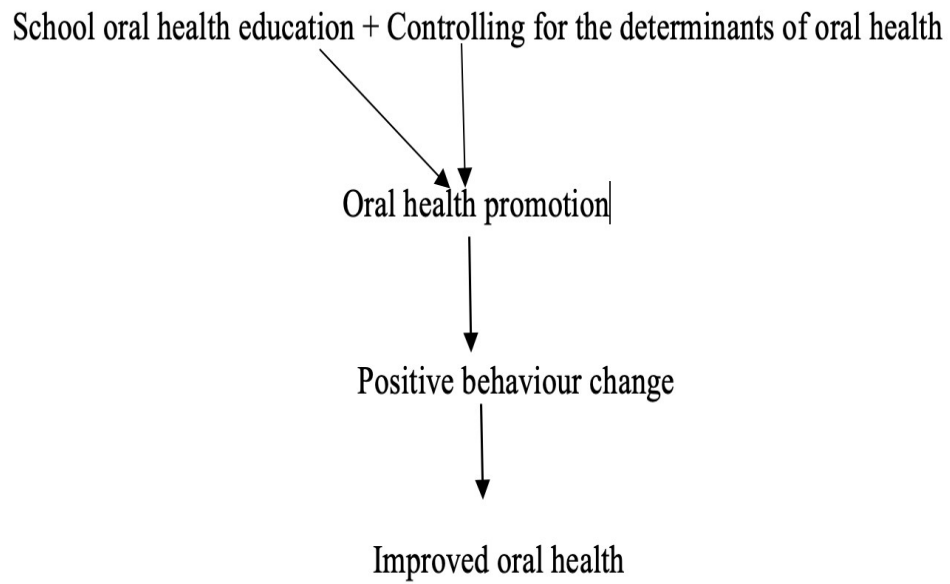 School oral health education + Controlling for the determinants of oral health
Oral health promotion
Positive behaviour change
Improved oral health